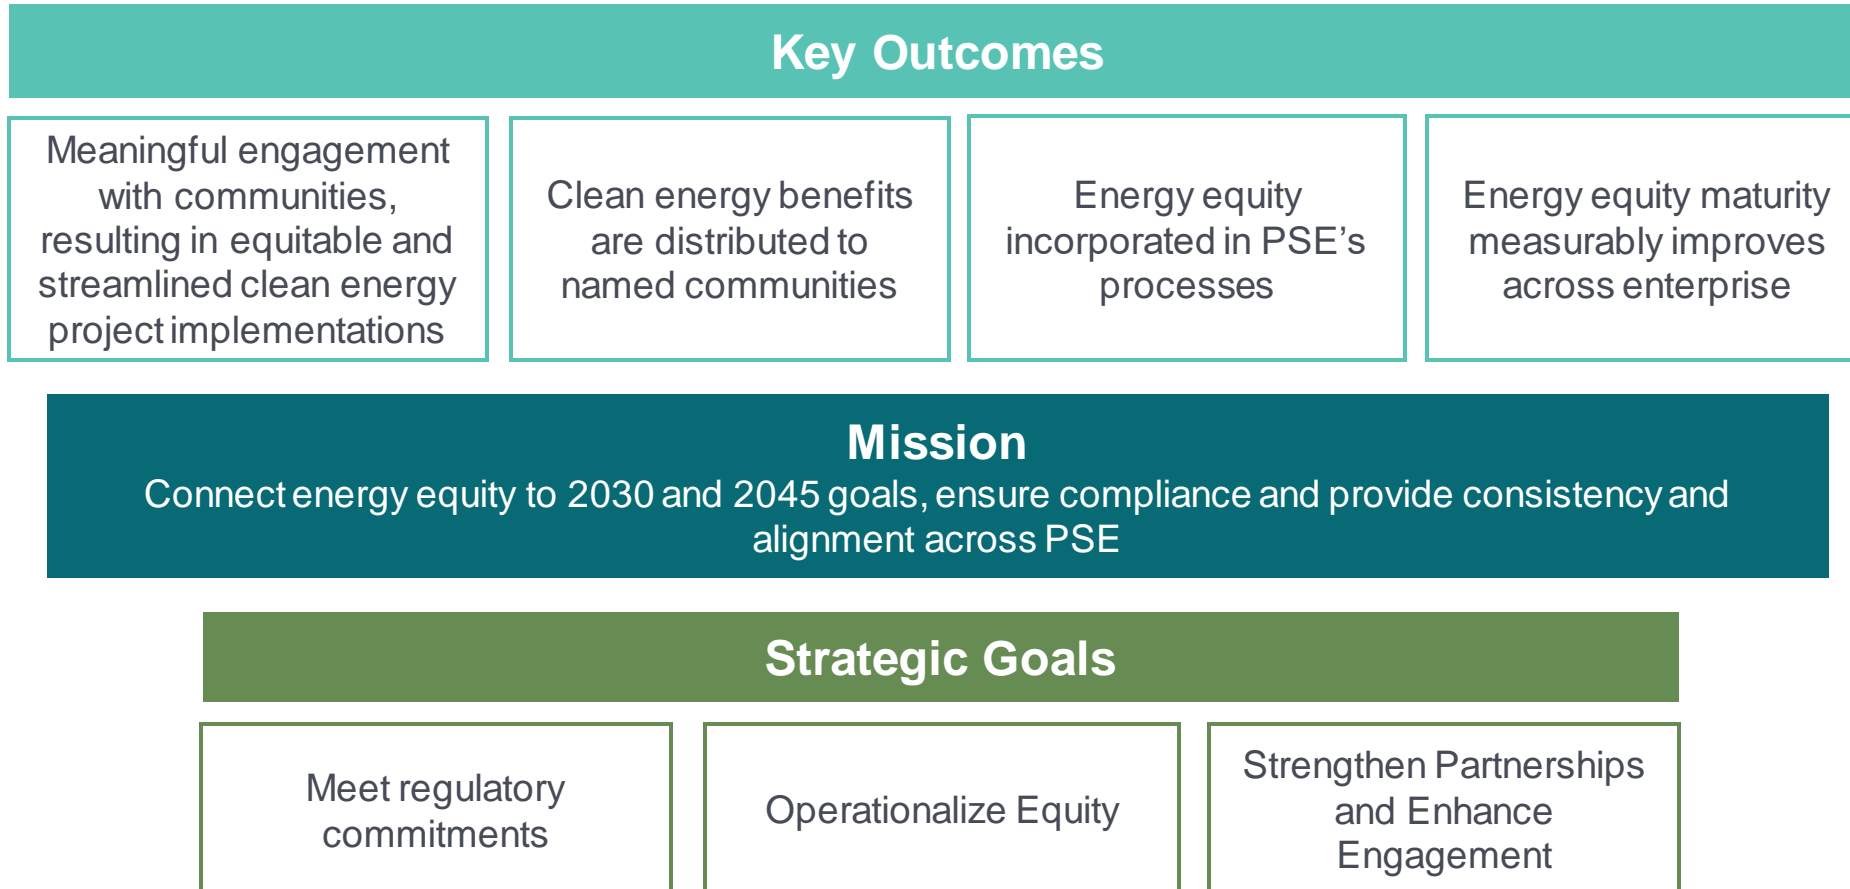 Key Outcomes
Meaningful engagement
with communities,
resulting in equitable and
streamlined clean energy
project implementations
Clean energy benefits
are distributed to
named communities
Energy equity
incorporated in PSE’s
processes
Energy equity maturity
measurably improves
across enterprise
Mission
Connect energy equity to 2030 and 2045 goals, ensure compliance and provide consistency and
alignment across PSE
Strategic Goals
Meet regulatory
commitments
Operationalize Equity
Strengthen Partnerships
and Enhance
Engagement